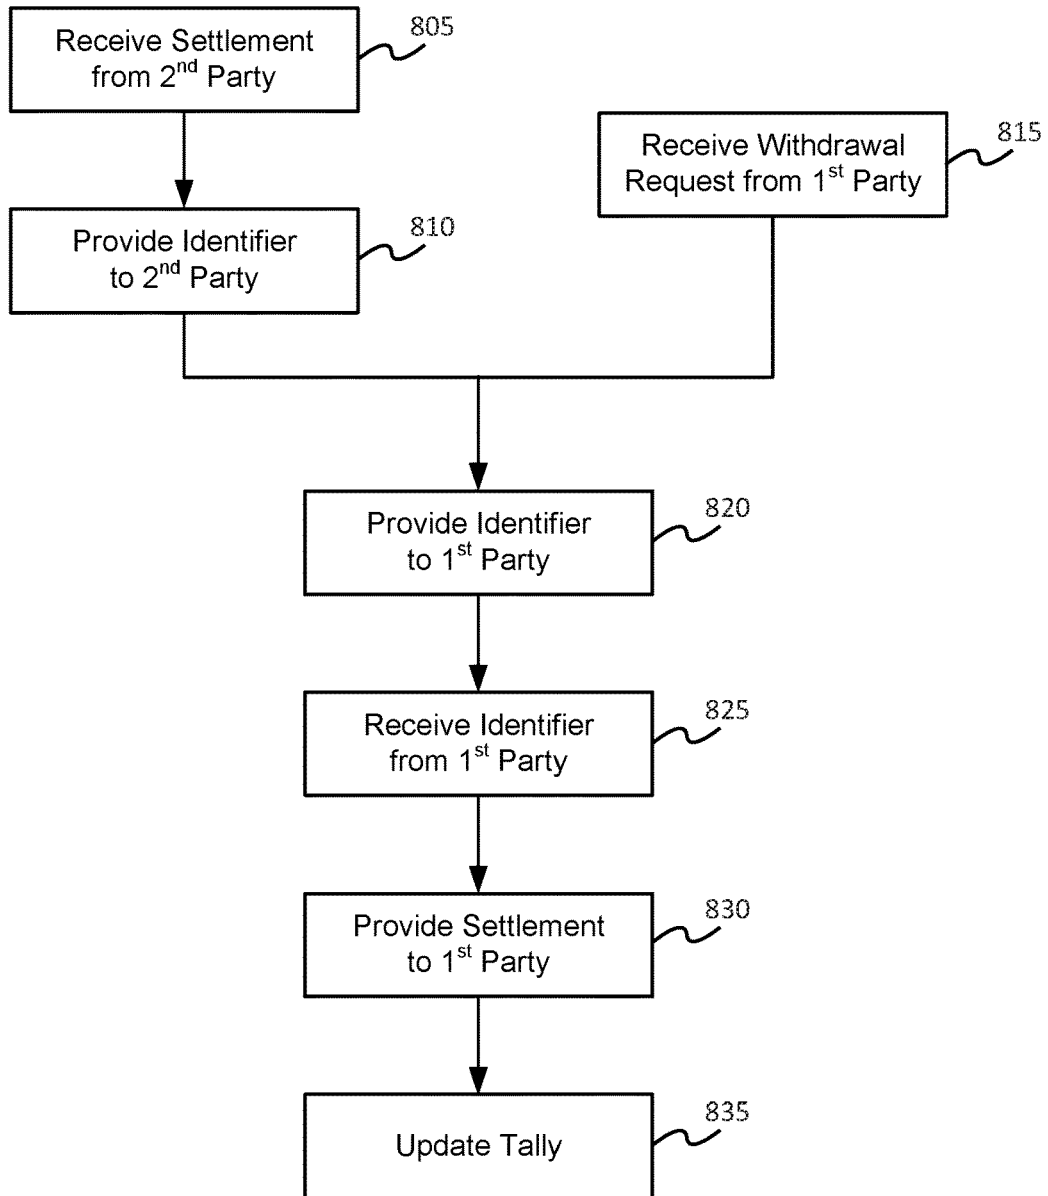 Receive Settlement
from 2nd Party
805
Receive Withdrawal
Request from 1st Party
815
Provide Identifier
to 2nd Party
810
Provide Identifier
to 1st Party
820
Receive Identifier
from 1st Party
825
Provide Settlement
to 1st Party
830
Update Tally
835